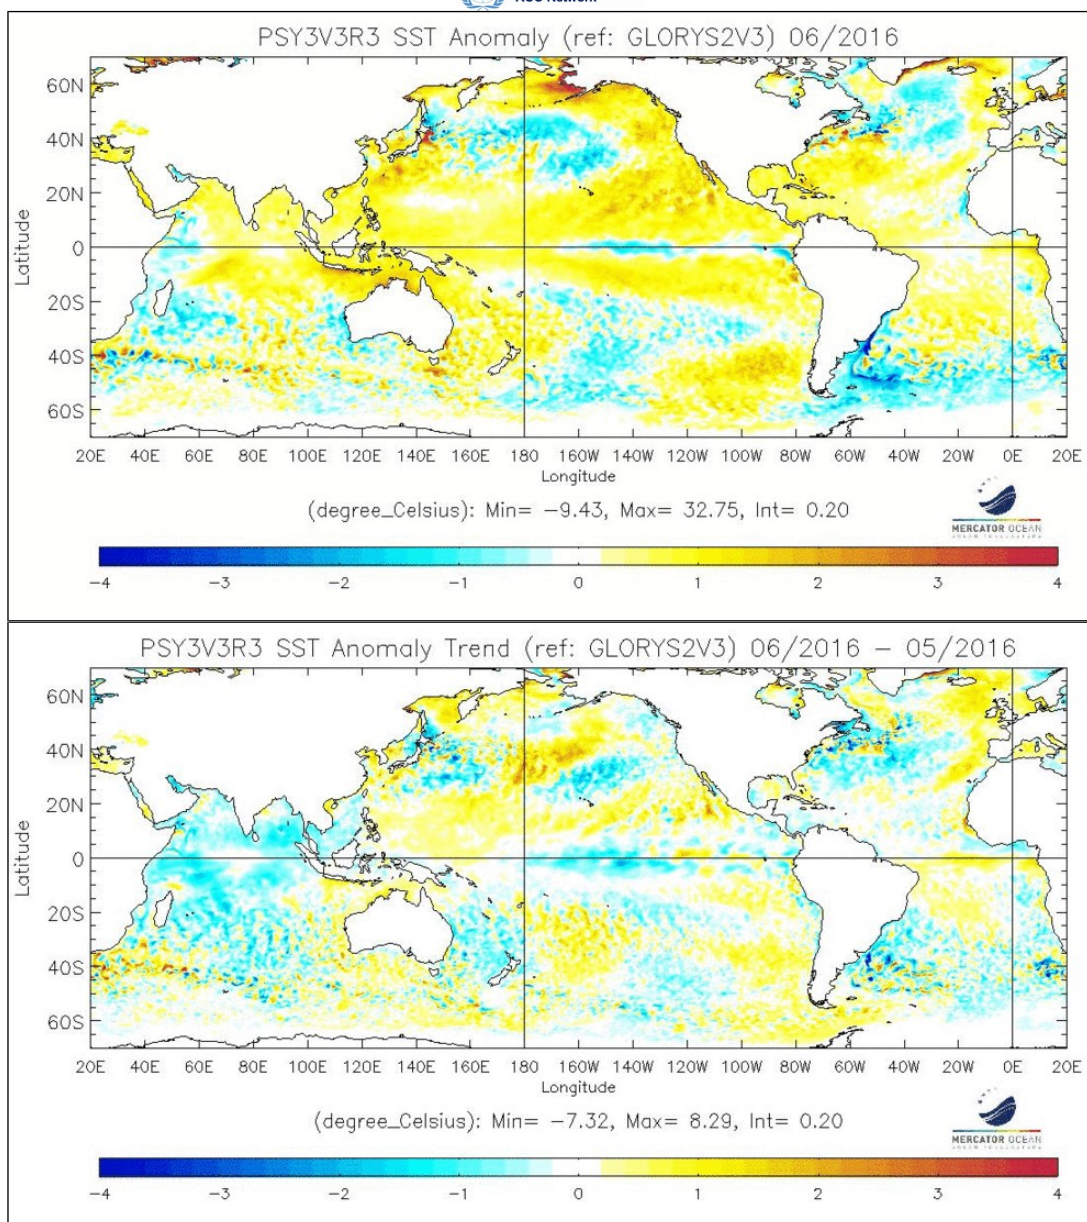 RCC Network
PSY3V3R3 SST Anomaly (ref: GLORYS2V3) 06/2016
60N
40N
20N
0
20S
40S
60S
Latitude
20E 40E 60E 80E 100E 120E 140E 160E 180E 160W 140W 120W 100W 80W 60W 40W 20W 0E 20E
Longitude
(degree_Celsius): Min= −9.43, Max= 32.75, Int= 0.20
MERCATOR OCEAN
−4 −3 −2 −1 0 1 2 3 4
PSY3V3R3 SST Anomaly Trend (ref: GLORYS2V3) 06/2016 − 05/2016
60N
40N
20N
0
20S
40S
60S
Latitude
20E 40E 60E 80E 100E 120E 140E 160E 180E 160W 140W 120W 100W 80W 60W 40W 20W 0E 20E
Longitude
(degree_Celsius): Min= −7.32, Max= 8.29, Int= 0.20
MERCATOR OCEAN
−4 −3 −2 −1 0 1 2 3 4